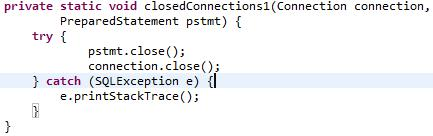 private static void closedConnections1(Connection connection,
PreparedStatement pstmt) {
try {
pstmt.close();
connection.close();
} catch (SQLException e) {
e.printStackTrace();
}
}